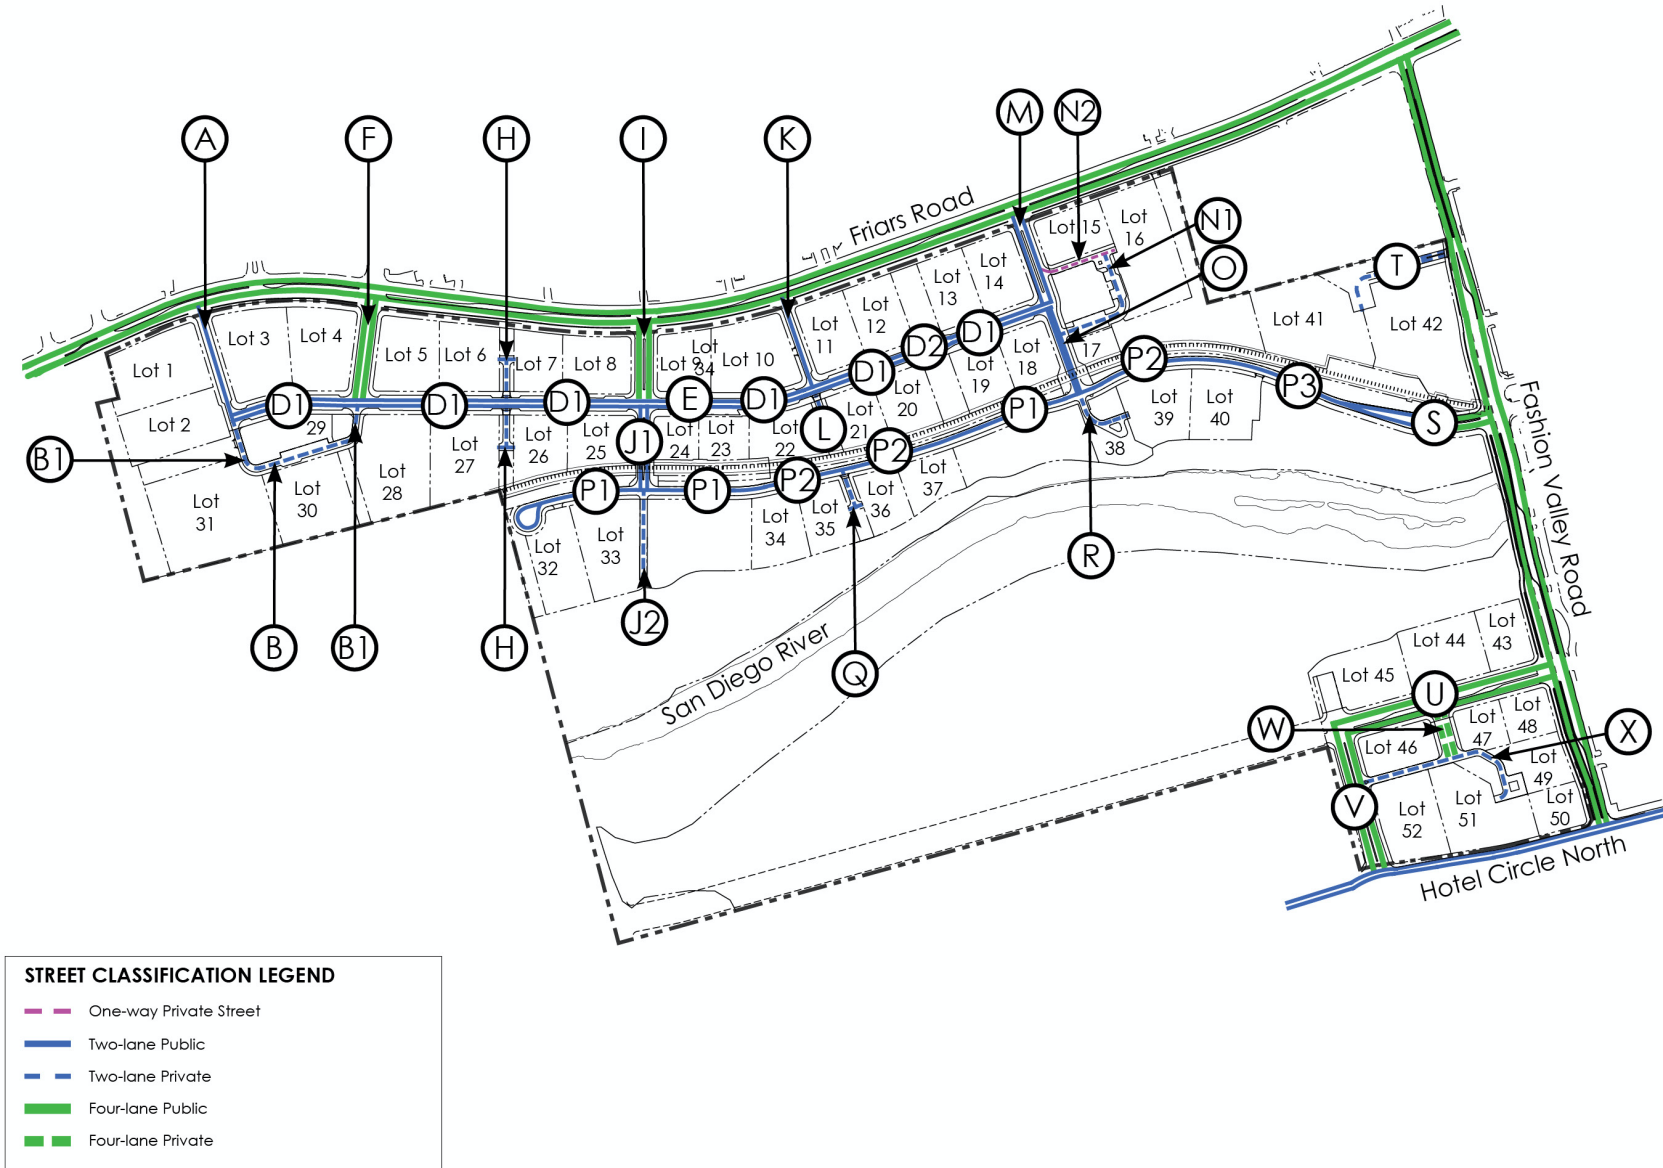 A
F
H
I
K
M
N2
N1
O
T
Friars Road
Lot 15
Lot
16
Lot
14
Lot
13
Lot
12
Lot
11
Lot 10
Lot 9
Lot
34
Lot 8
Lot 7
Lot 6
Lot 5
Lot 4
Lot 3
Lot 1
Lot 2
Lot 41
Lot 42
17
Lot
18
Lot
19
Lot
20
Lot
21
Lot
22
Lot
23
Lot
24
Lot
25
Lot
26
Lot
27
Lot
28
29
Lot
30
Lot
31
D1
D1
D1
E
D1
D1
D2
D1
P2
P3
S
P1
P2
P2
P1
P1
J1
L
B1
Lot
32
Lot
33
Lot
34
Lot
35
Lot
36
Lot
37
38
Lot
39
Lot
40
Fashion Valley Road
R
Q
J2
H
B1
B
San Diego River
Lot
43
Lot 44
Lot 45
U
W
X
V
Lot 46
Lot
47
Lot
48
Lot
49
Lot
50
Lot
51
Lot
52
Hotel Circle North
STREET CLASSIFICATION LEGEND
One-way Private Street
Two-lane Public
Two-lane Private
Four-lane Public
Four-lane Private